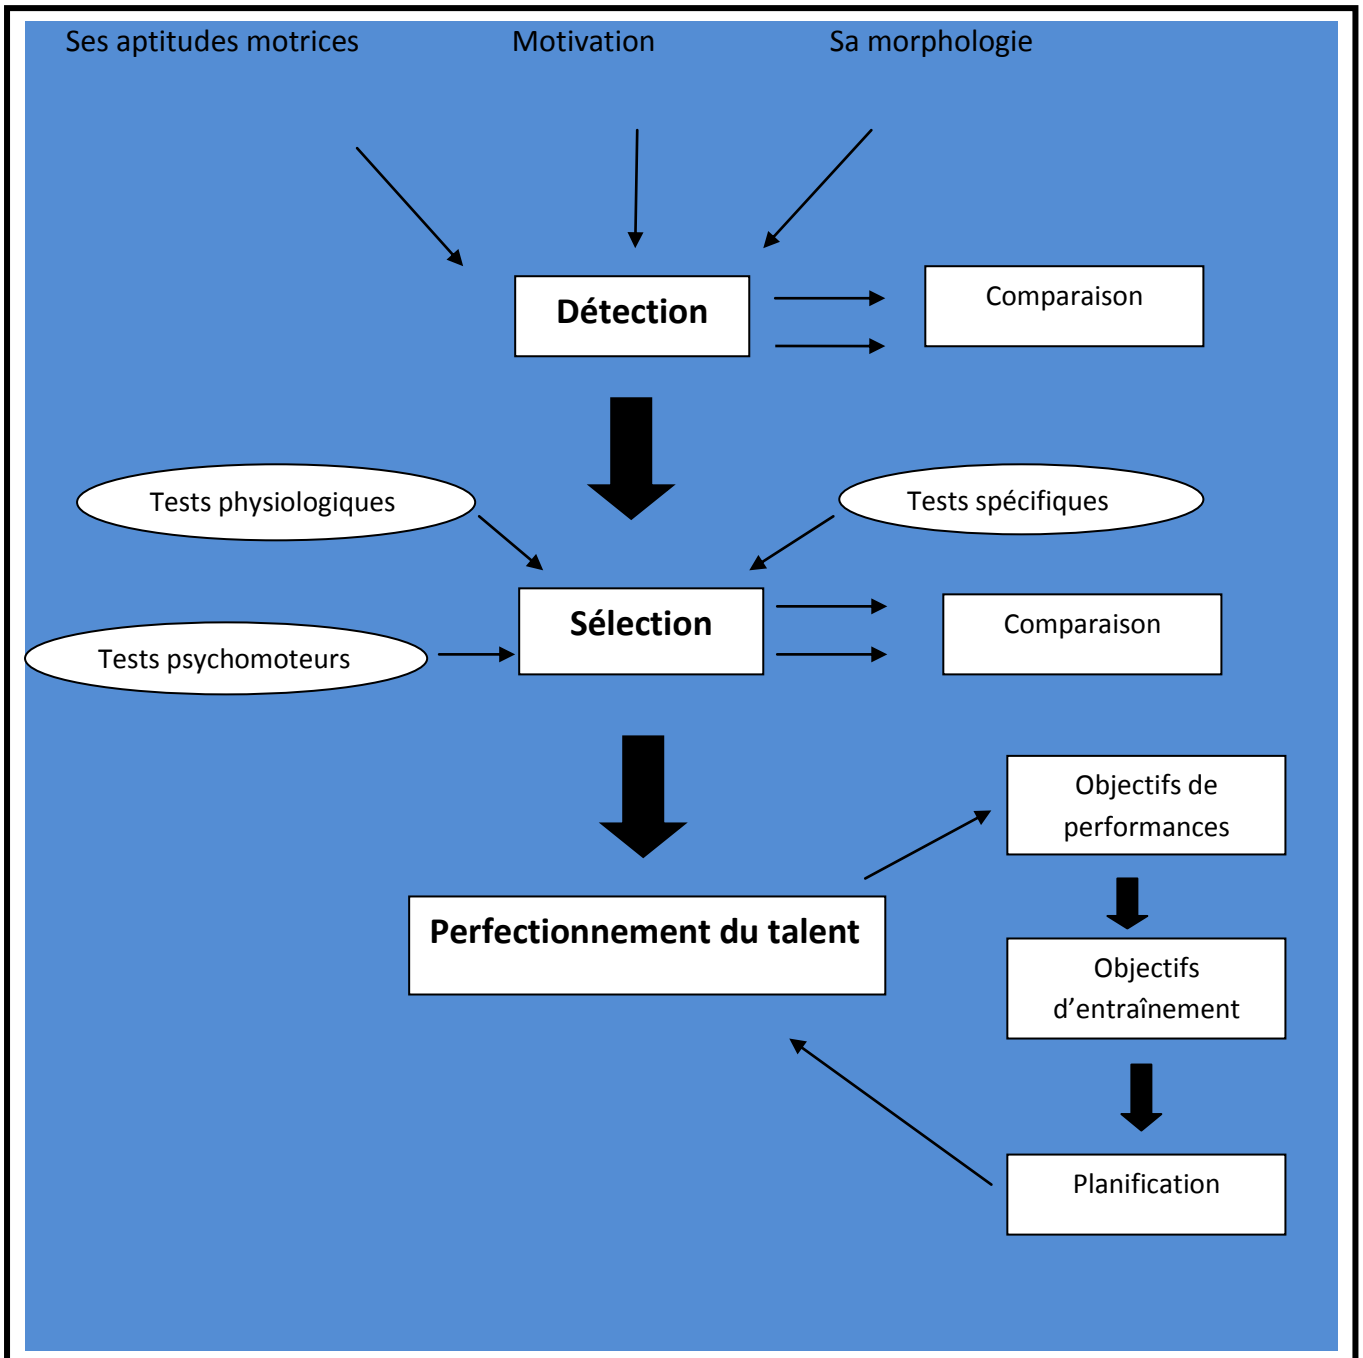 Ses aptitudes motrices
Motivation
Sa morphologie
Détection
Comparaison
Tests physiologiques
Tests spécifiques
Sélection
Comparaison
Tests psychomoteurs
Objectifs de
performances
Perfectionnement du talent
Objectifs
d’entraînement
Planification